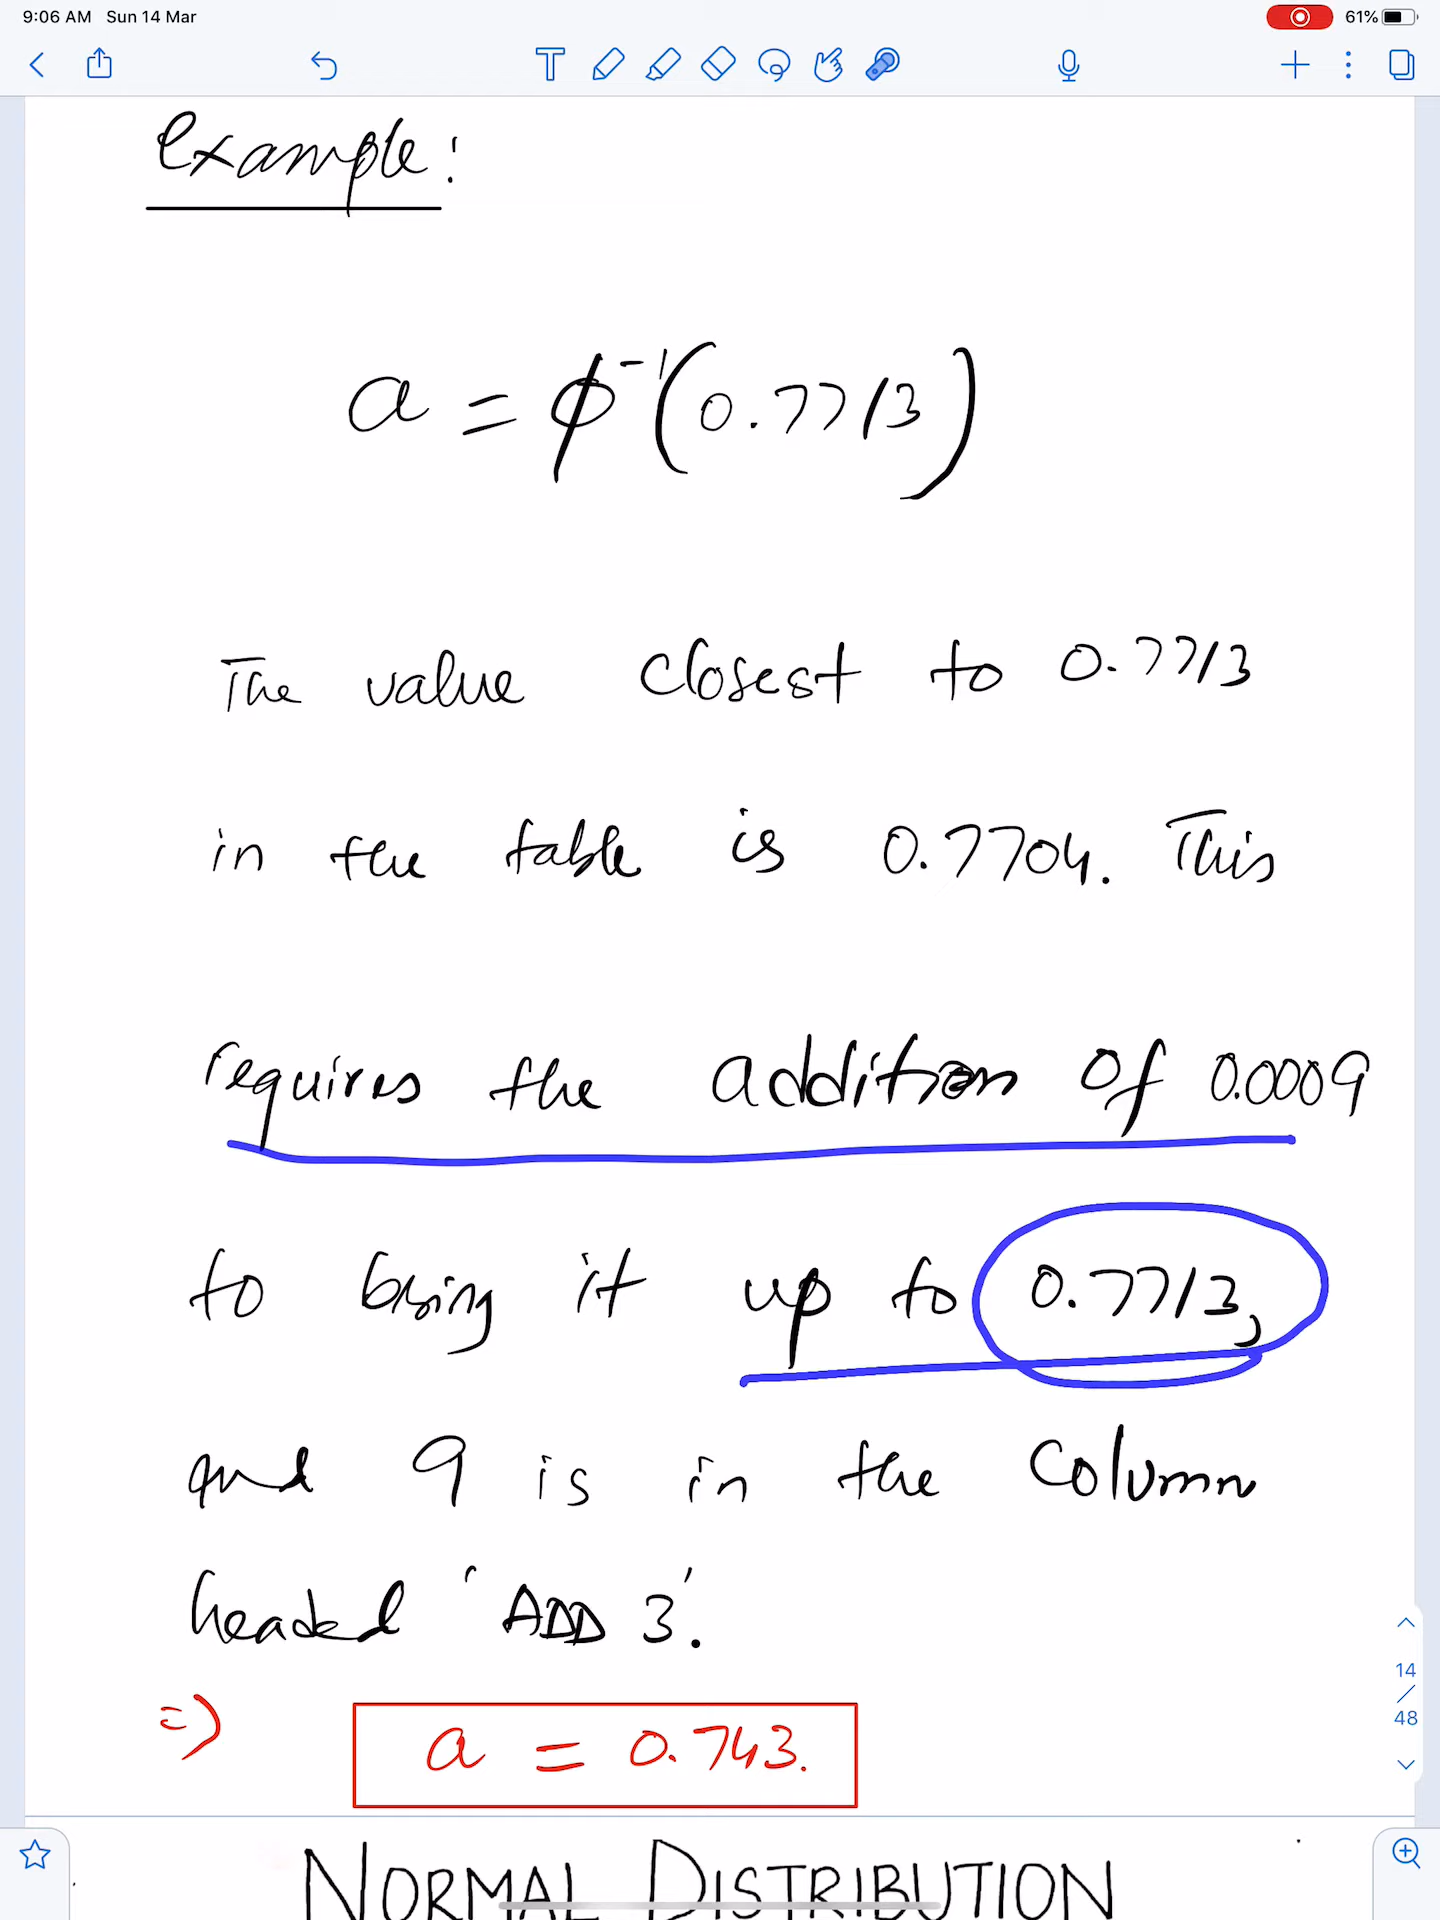 9:06 AM Sun 14 Mar 61%
example:
a = ϕ⁻¹(0.7713)
The value closest to 0.7713
in the table is 0.7704. This
requires the addition of 0.0009
to bring it up to 0.7713,
and 9 is in the column
headed 'ADD 3'.
=) a = 0.743.
14
/
48
NORMAL DISTRIBUTION